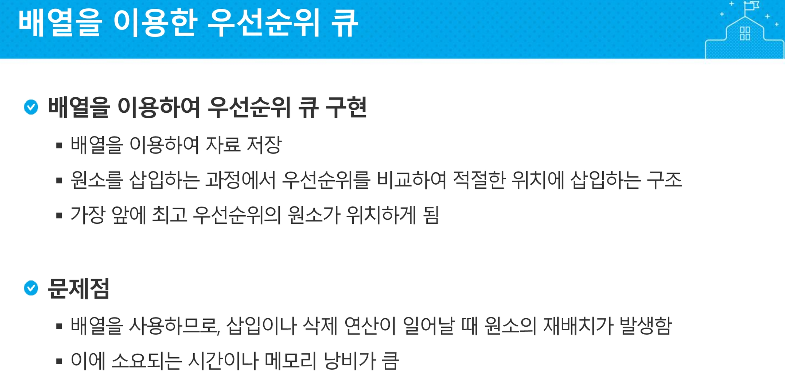 배열을 이용한 우선순위 큐
배열을 이용하여 우선순위 큐 구현
▪ 배열을 이용하여 자료 저장
▪ 원소를 삽입하는 과정에서 우선순위를 비교하여 적절한 위치에 삽입하는 구조
▪ 가장 앞에 최고 우선순위의 원소가 위치하게 됨
문제점
▪ 배열을 사용하므로, 삽입이나 삭제 연산이 일어날 때 원소의 재배치가 발생함
▪ 이에 소요되는 시간이나 메모리 낭비가 큼